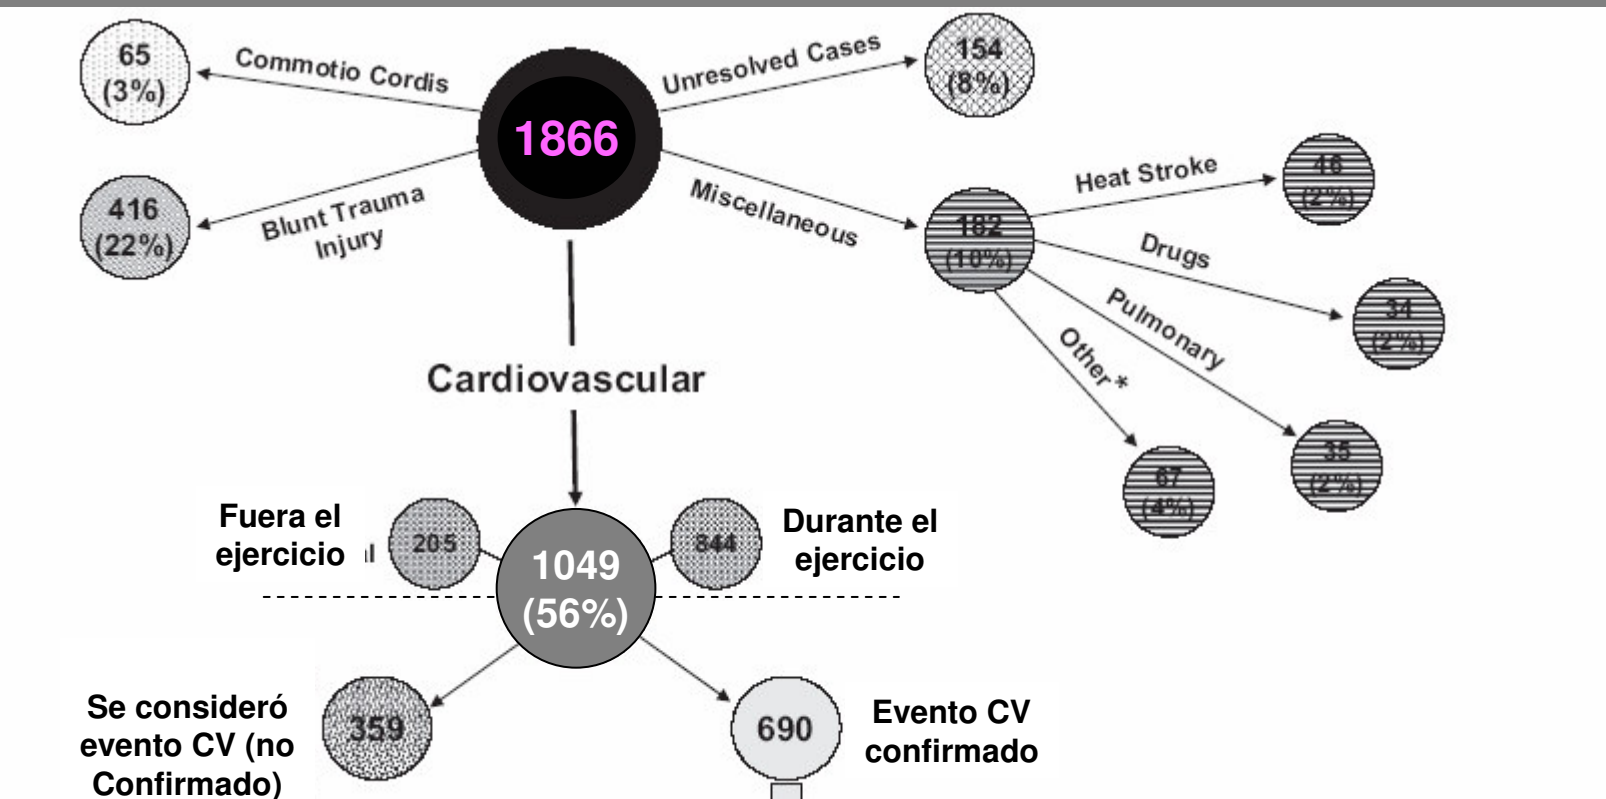 65
(3%)
Commotio Cordis
1866
Unresolved Cases
154
(8%)
416
(22%)
Blunt Trauma
Injury
Miscellaneous
182
(10%)
Heat Stroke
46
(2%)
Drugs
34
(2%)
Pulmonary
35
(2%)
Other*
67
(4%)
Cardiovascular
Fuera el
ejercicio
205
844
Durante el
ejercicio
1049
(56%)
Se consideró
evento CV (no
Confirmado)
359
690
Evento CV
confirmado